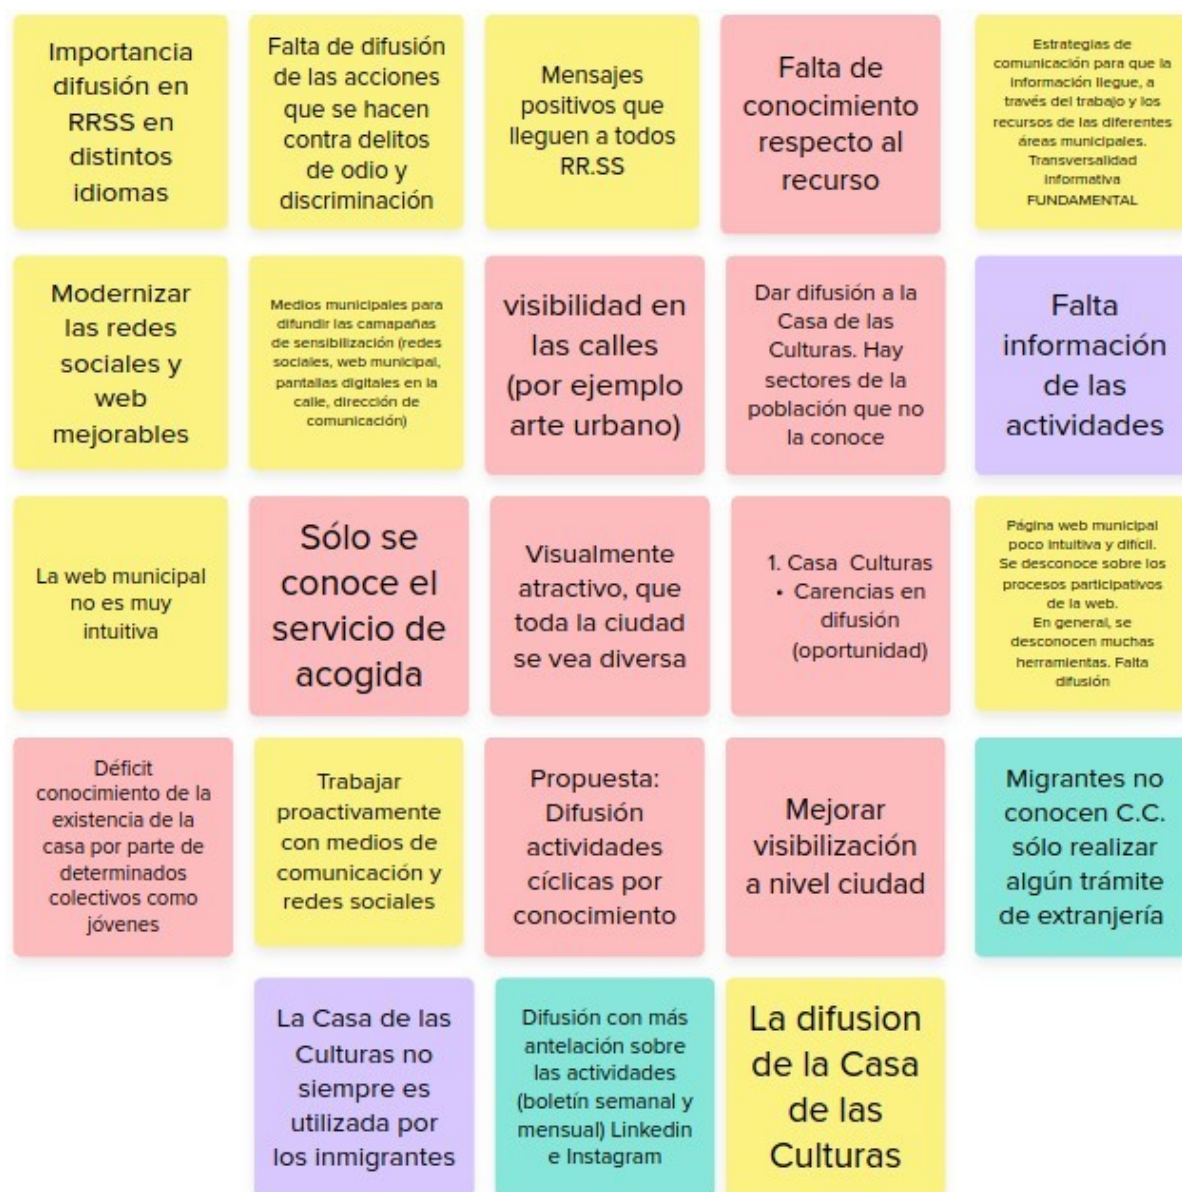 Importancia
difusión en
RRSS en
distintos
idiomas
Falta de difusión
de las acciones
que se hacen
contra delitos
de odio y
discriminación
Mensajes
positivos que
lleguen a todos
RR.SS
Falta de
conocimiento
respecto al
recurso
Estrategias de
comunicación para que la
información llegue, a
través del trabajo y los
recursos de las diferentes
áreas municipales.
Transversalidad
informativa
FUNDAMENTAL
Modernizar
las redes
sociales y
web
mejorables
Medios municipales para
difundir las camapañas
de sensibilización (redes
sociales, web municipal,
pantallas digitales en la
calle, dirección de
comunicación)
visibilidad en
las calles
(por ejemplo
arte urbano)
Dar difusión a la
Casa de las
Culturas. Hay
sectores de la
población que no
la conoce
Falta
información
de las
actividades
La web municipal
no es muy
intuitiva
Sólo se
conoce el
servicio de
acogida
Visualmente
atractivo, que
toda la ciudad
se vea diversa
1. Casa Culturas
• Carencias en
difusión
(oportunidad)
Página web municipal
poco intuitiva y difícil.
Se desconoce sobre los
procesos participativos
de la web.
En general, se
desconocen muchas
herramientas. Falta
difusión
Déficit
conocimiento de la
existencia de la
casa por parte de
determinados
colectivos como
jóvenes
Trabajar
proactivamente
con medios de
comunicación y
redes sociales
Propuesta:
Difusión
actividades
cíclicas por
conocimiento
Mejorar
visibilización
a nivel ciudad
Migrantes no
conocen C.C.
sólo realizar
algún trámite
de extranjería
La Casa de las
Culturas no
siempre es
utilizada por
los inmigrantes
Difusión con más
antelación sobre
las actividades
(boletín semanal y
mensual) Linkedin
e Instagram
La difusion
de la Casa
de las
Culturas